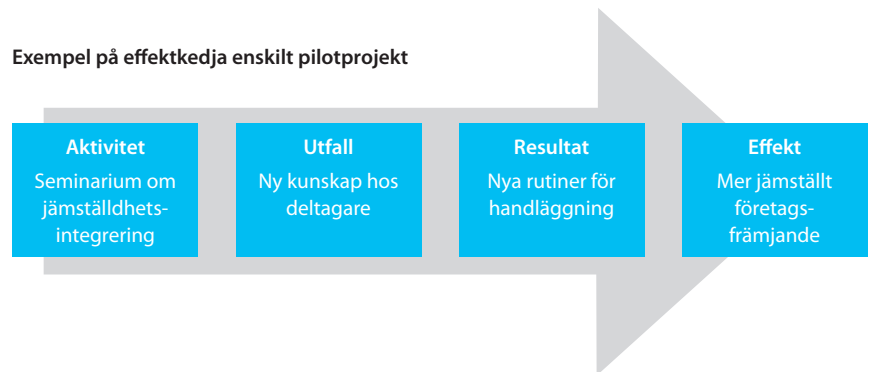 Exempel på effektkedja enskilt pilotprojekt
Aktivitet
Seminarium om
jämställdhets-
integrering
Utfall
Ny kunskap hos
deltagare
Resultat
Nya rutiner för
handläggning
Effekt
Mer jämställt
företags-
främjande